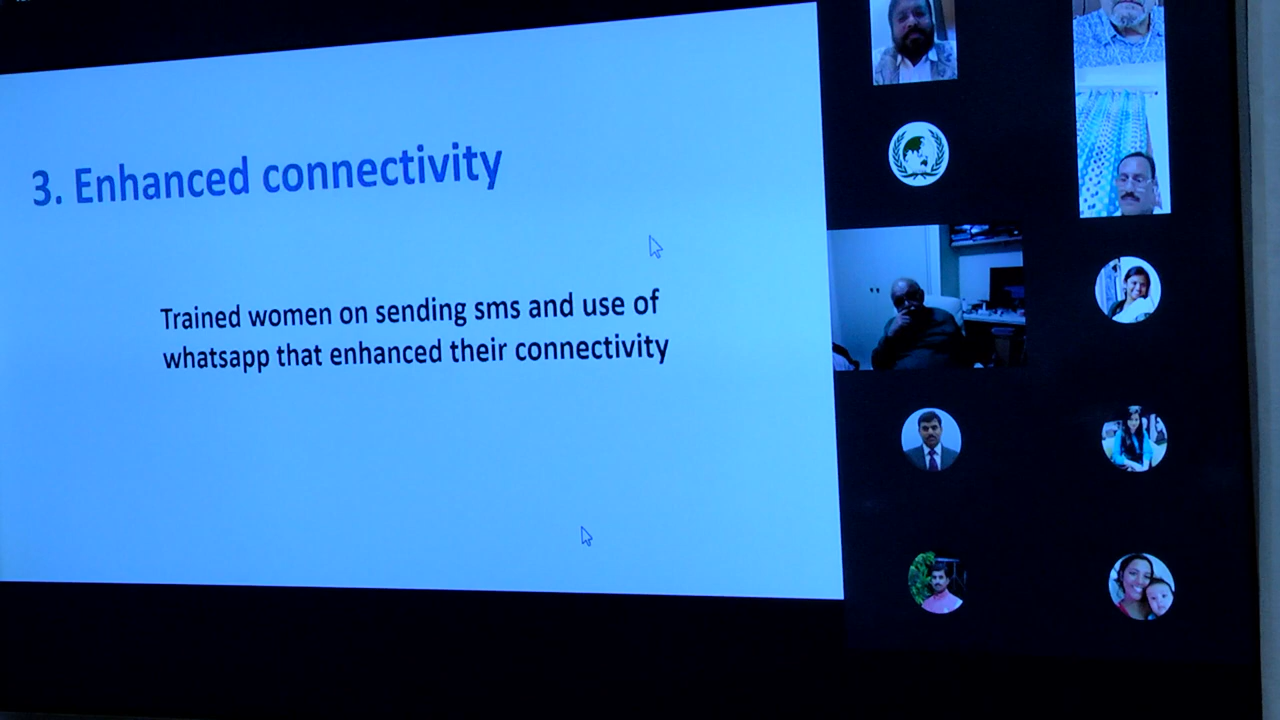 3. Enhanced connectivity
Trained women on sending sms and use of
whatsapp that enhanced their connectivity